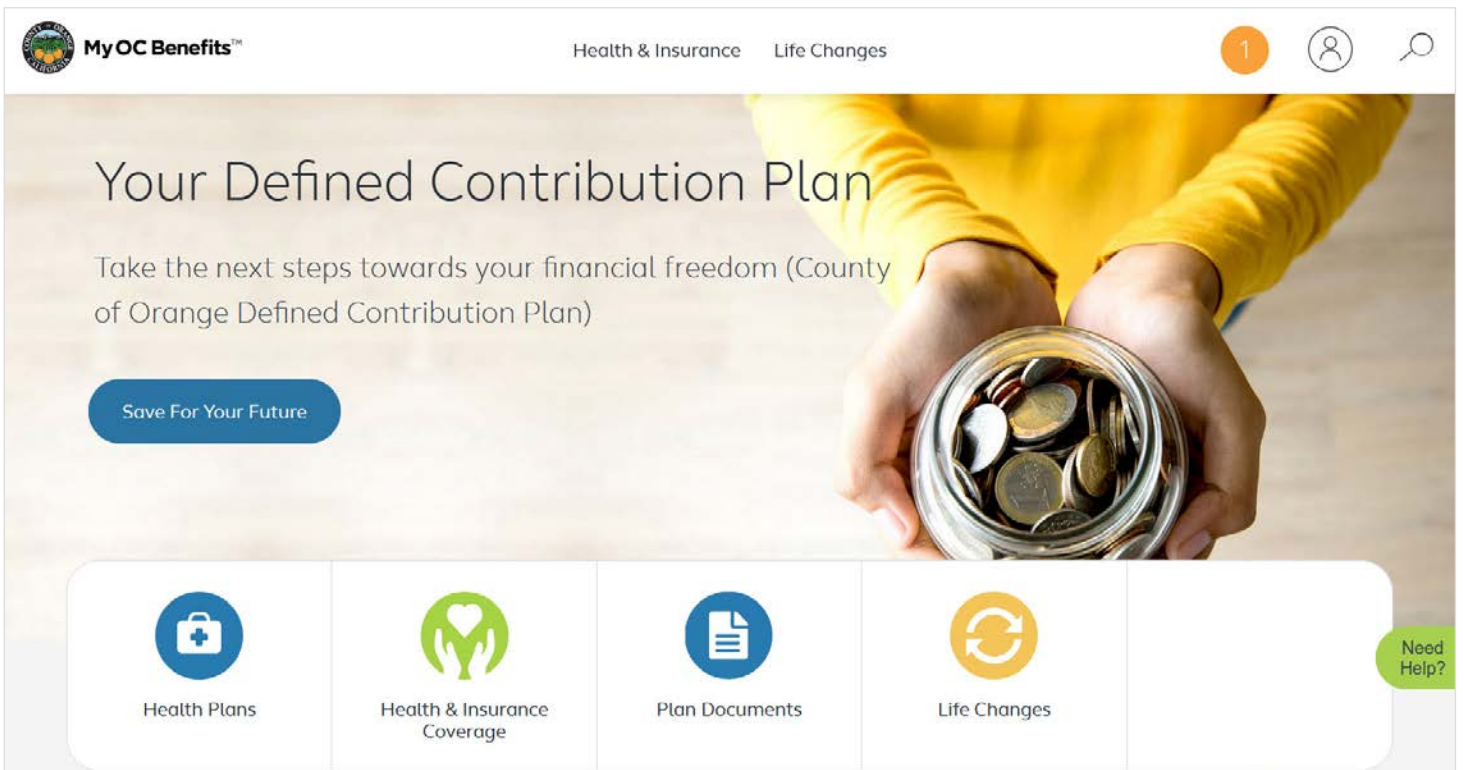 My OC Benefits™
Health & Insurance
Life Changes
1
Your Defined Contribution Plan
Take the next steps towards your financial freedom (County
of Orange Defined Contribution Plan)
Save For Your Future
Health Plans
Health & Insurance
Coverage
Plan Documents
Life Changes
Need
Help?